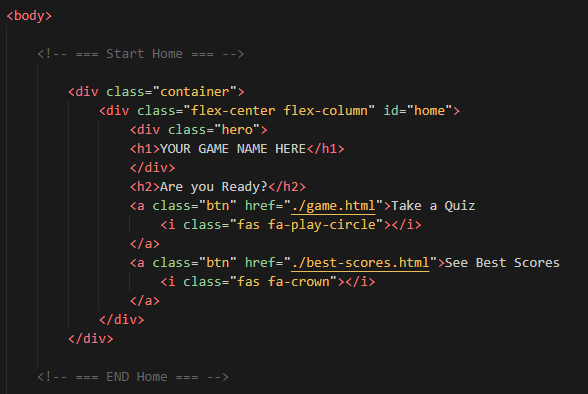 <body>
<!-- === Start Home === -->
<div class="container">
<div class="flex-center flex-column" id="home">
<div class="hero">
<h1>YOUR GAME NAME HERE</h1>
</div>
<h2>Are you Ready?</h2>
<a class="btn" href="./game.html">Take a Quiz
<i class="fas fa-play-circle"></i>
</a>
<a class="btn" href="./best-scores.html">See Best Scores
<i class="fas fa-crown"></i>
</a>
</div>
</div>
<!-- === END Home === -->